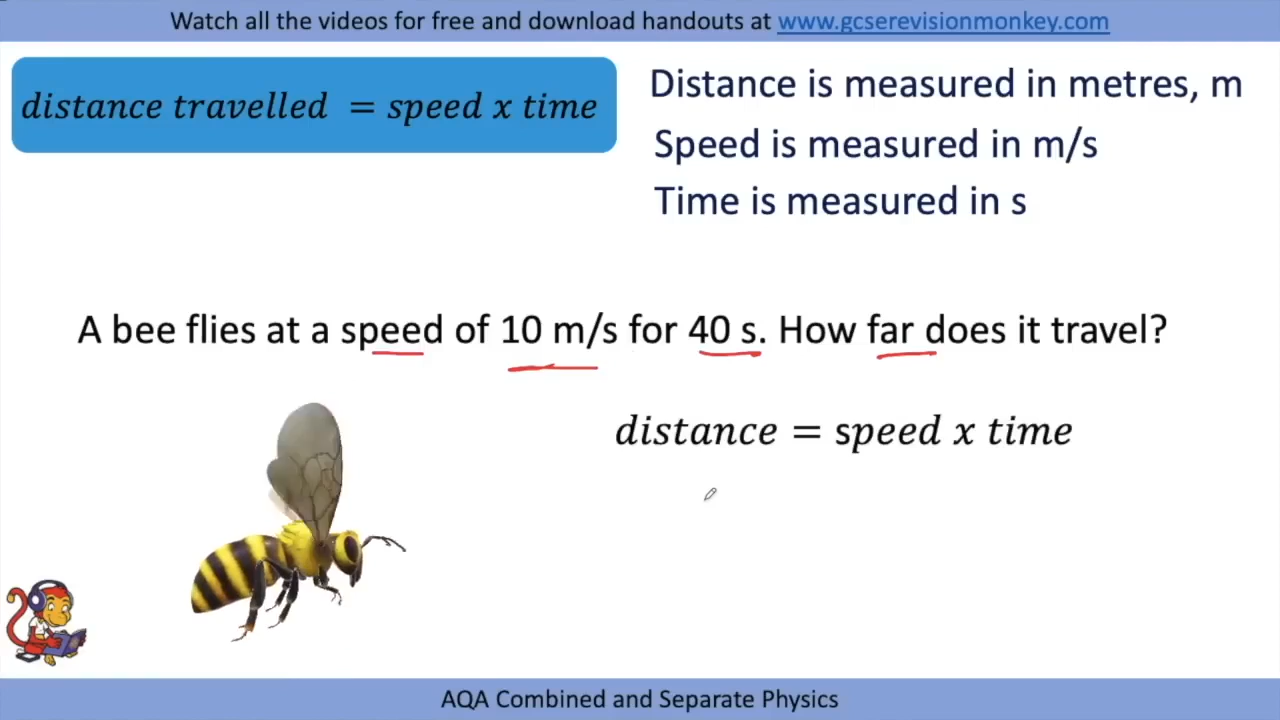 Watch all the videos for free and download handouts at www.gcserevisionmonkey.com
distance travelled = speed x time
Distance is measured in metres, m
Speed is measured in m/s
Time is measured in s
A bee flies at a speed of 10 m/s for 40 s. How far does it travel?
distance = speed x time
AQA Combined and Separate Physics